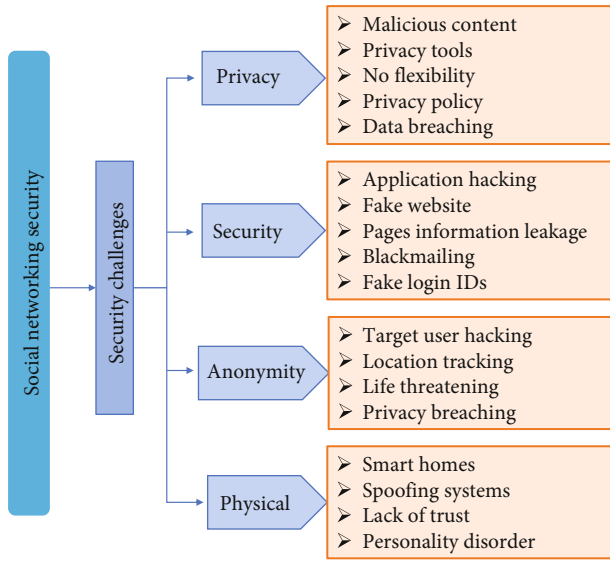 Social networking security
Security challenges
Privacy
➢ Malicious content
➢ Privacy tools
➢ No flexibility
➢ Privacy policy
➢ Data breaching
Security
➢ Application hacking
➢ Fake website
➢ Pages information leakage
➢ Blackmailing
➢ Fake login IDs
Anonymity
➢ Target user hacking
➢ Location tracking
➢ Life threatening
➢ Privacy breaching
Physical
➢ Smart homes
➢ Spoofing systems
➢ Lack of trust
➢ Personality disorder